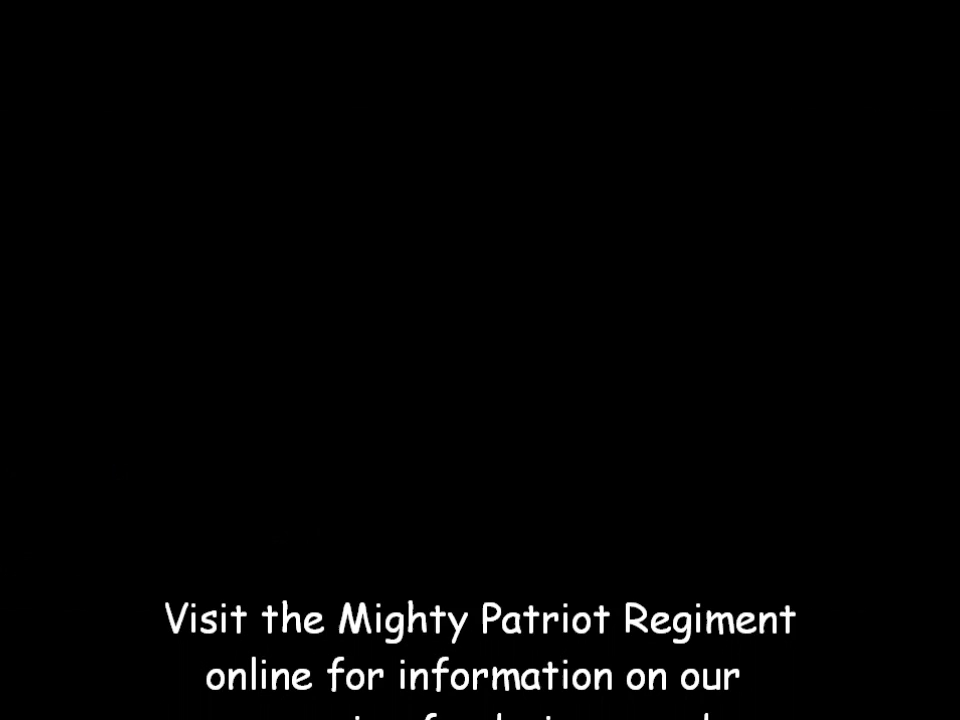 Visit the Mighty Patriot Regiment
online for information on our